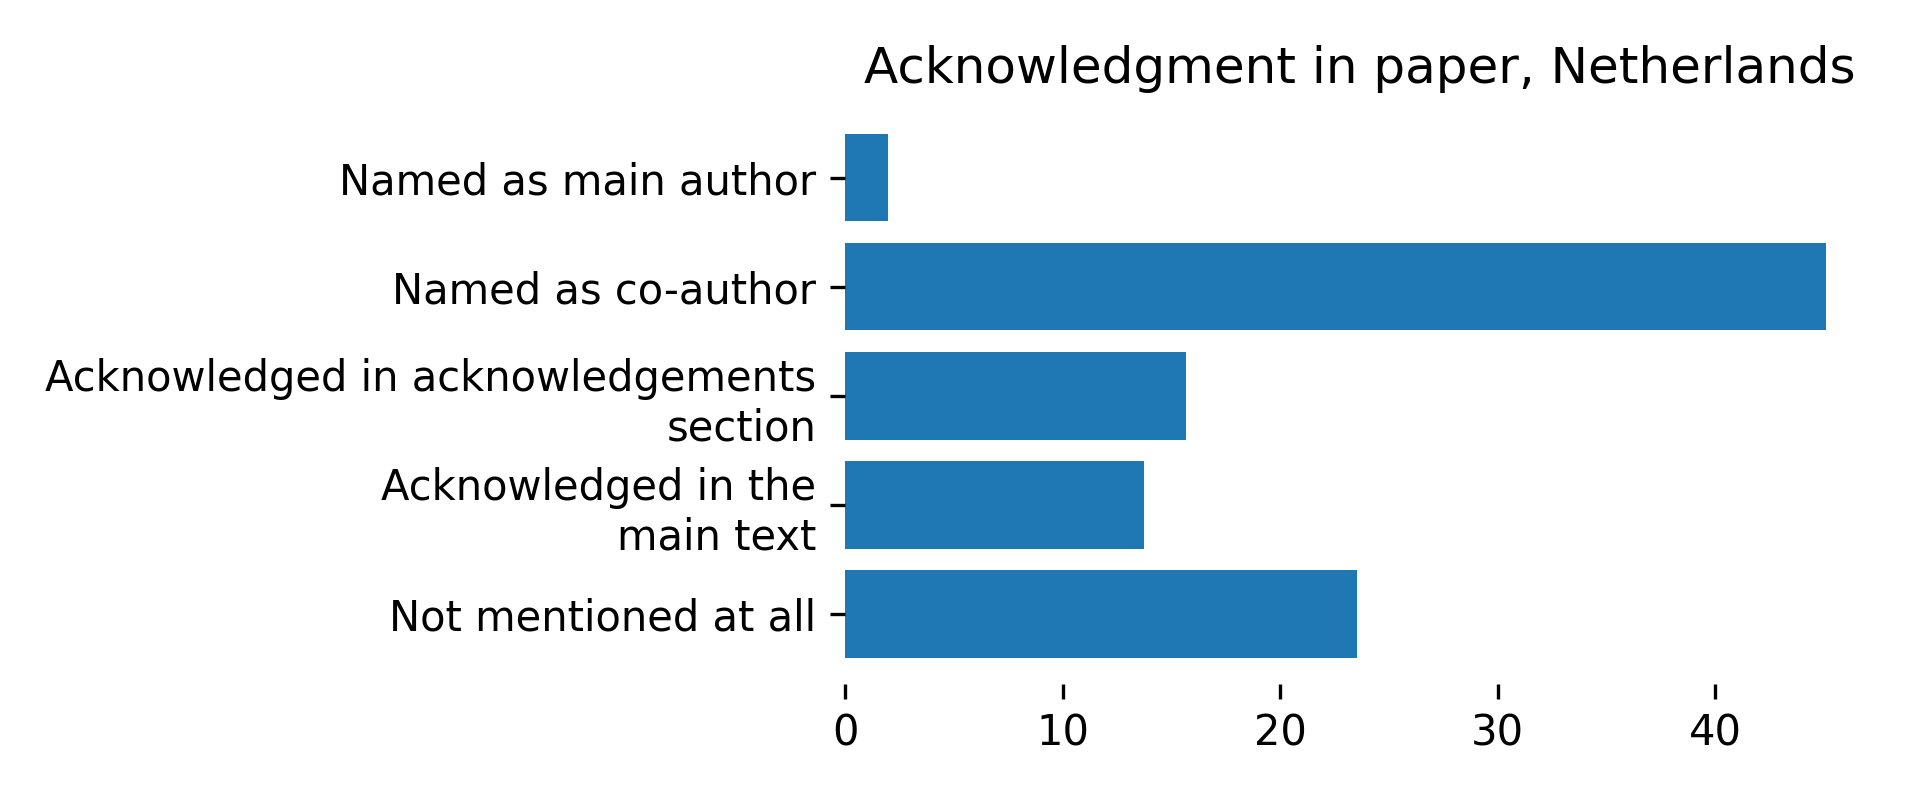 Acknowledgment in paper, Netherlands
Named as main author
Named as co-author
Acknowledged in acknowledgements
section
Acknowledged in the
main text
Not mentioned at all
0 10 20 30 40